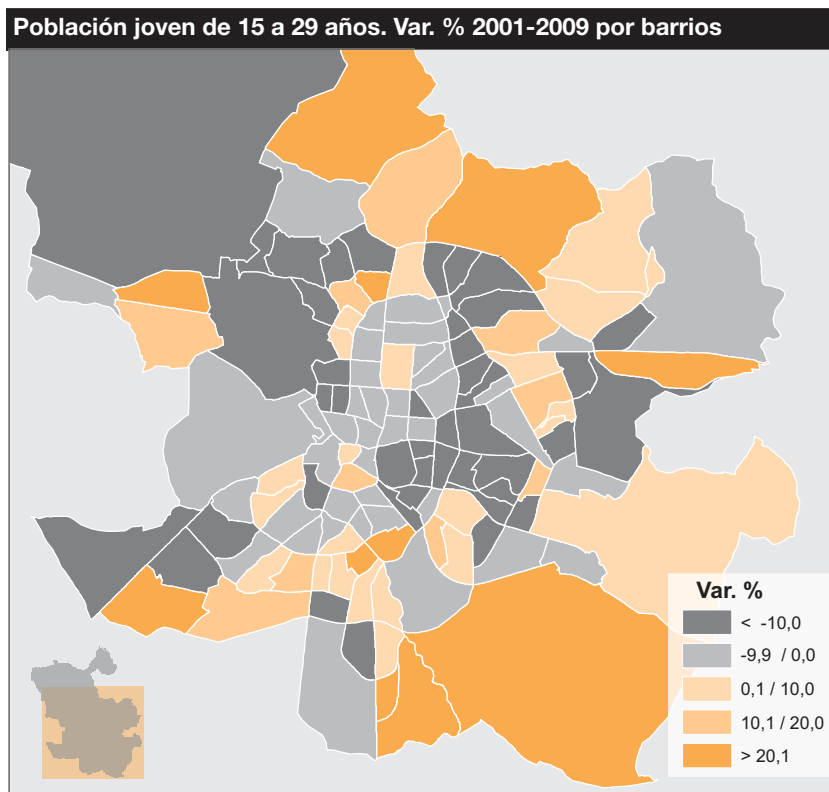 Población joven de 15 a 29 años. Var. % 2001-2009 por barrios
Var. %
< -10,0
-9,9 / 0,0
0,1 / 10,0
10,1 / 20,0
> 20,1